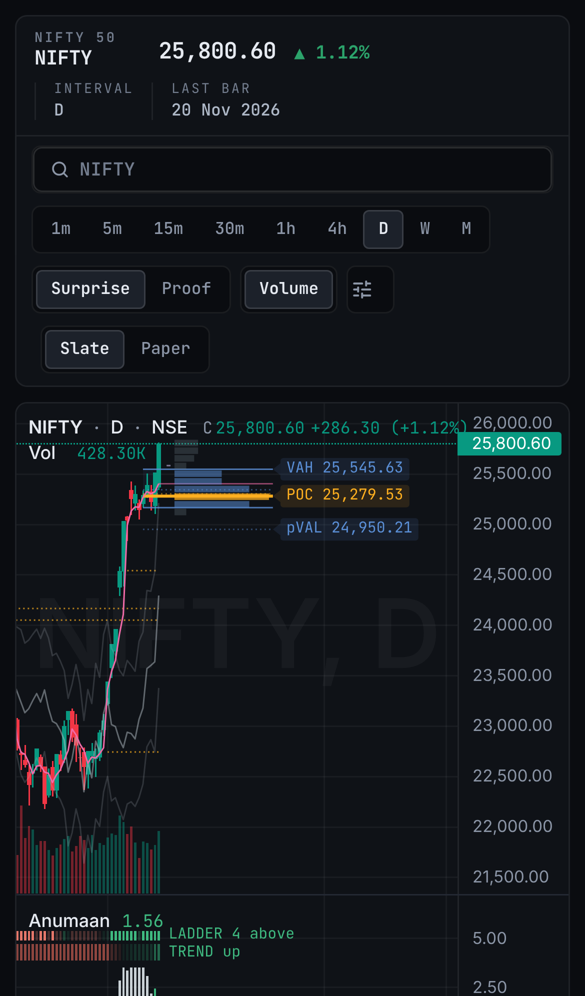 NIFTY 50
NIFTY 25,800.60 ▲ 1.12%
INTERVAL LAST BAR
D 20 Nov 2026
NIFTY
1m 5m 15m 30m 1h 4h D W M
Surprise Proof Volume
Slate Paper
NIFTY · D · NSE C 25,800.60 +286.30 (+1.12%) 26,000.00
25,800.60
Vol 428.30K
VAH 25,545.63
25,500.00
POC 25,279.53
25,000.00
pVAL 24,950.21
24,500.00
24,000.00
NIFTY, D
23,500.00
23,000.00
22,500.00
22,000.00
21,500.00
Anumaan 1.56
LADDER 4 above
5.00
TREND up
2.50